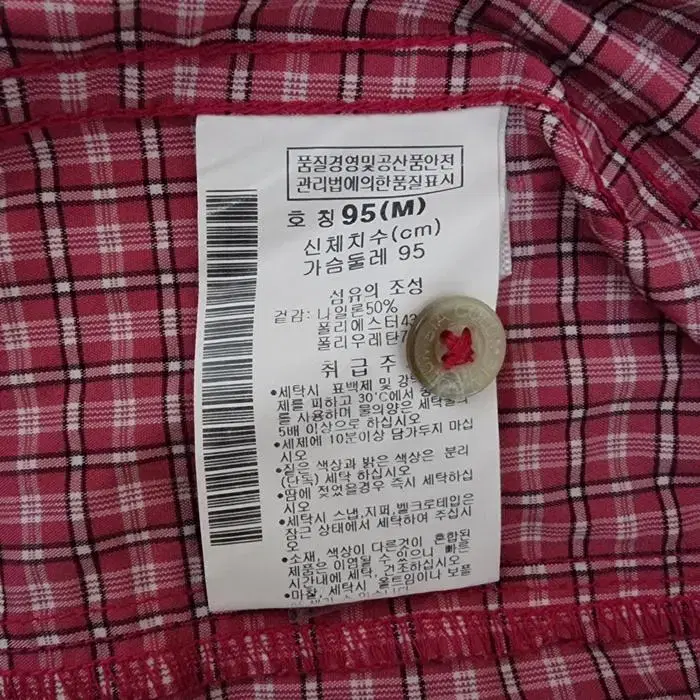 품질경영및공산품안전
관리법에의한품질표시
호 칭 95(M)
신체치수(cm)
가슴둘레 95
섬유의 조성
겉감: 나일론50%
폴리에스터43
폴리우레탄7
취 급 주
•세탁시 표백제 및
제를 피하고 30°C에서
를 사용하며 물의양은
5배 이상으로 하십시오
•세제에 10분이상 담가두지 마십
시오
•짙은 색상과 밝은 색상은 분리
(단독) 세탁 하십시오
•땀에 젖었을경우 즉시 세탁하십
시오
•세탁시 스냅,지퍼,벨크로테입은
잠근 상태에서 세탁하여 주십시
오
•소재, 색상이 다른것이 혼합된
제품은 이염될 수 있으니 빠른
시간내에 세탁, 건조하십시오
•마찰, 세탁시 올트임이나 보풀